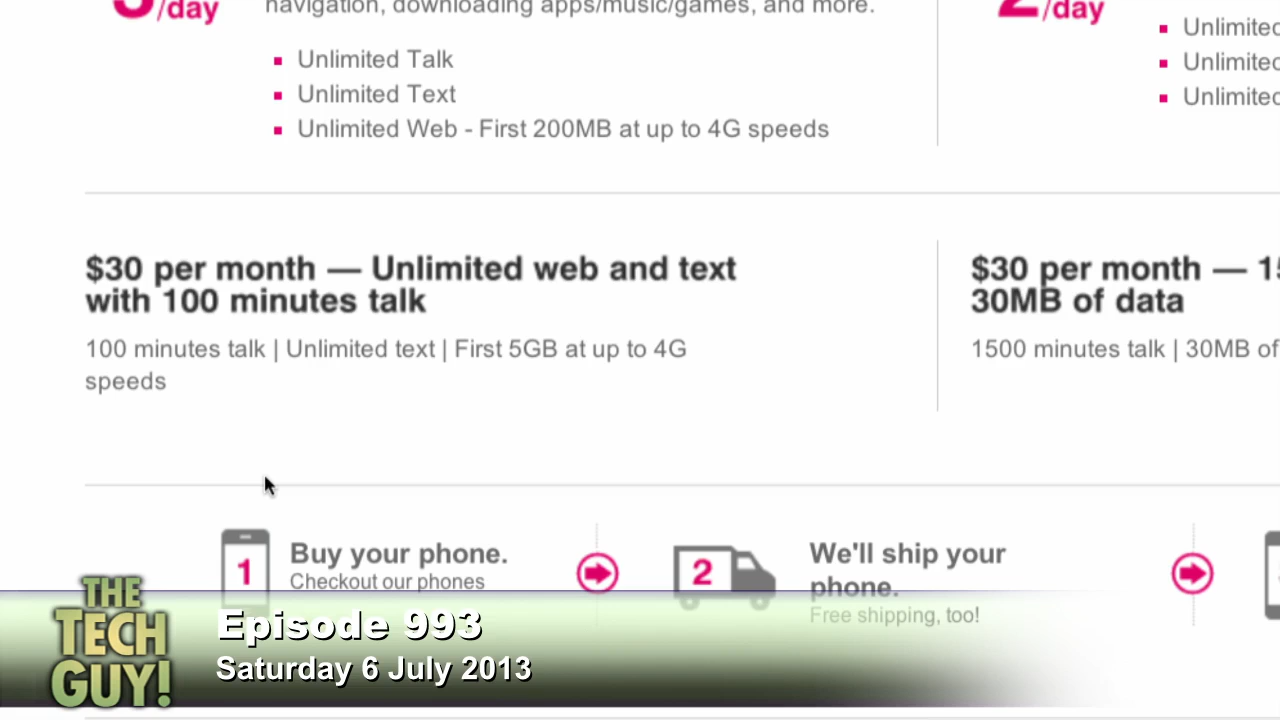 /day
navigation, downloading apps/music/games, and more.
Unlimited Talk
Unlimited Text
Unlimited Web - First 200MB at up to 4G speeds
2/day
$30 per month — Unlimited web and text
with 100 minutes talk
100 minutes talk | Unlimited text | First 5GB at up to 4G
speeds
$30 per month —
30MB of data
1500 minutes talk | 30MB of
1
Buy your phone.
Checkout our phones
2
We'll ship your
phone.
Free shipping, too!
THE
TECH
GUY!
Episode 993
Saturday 6 July 2013